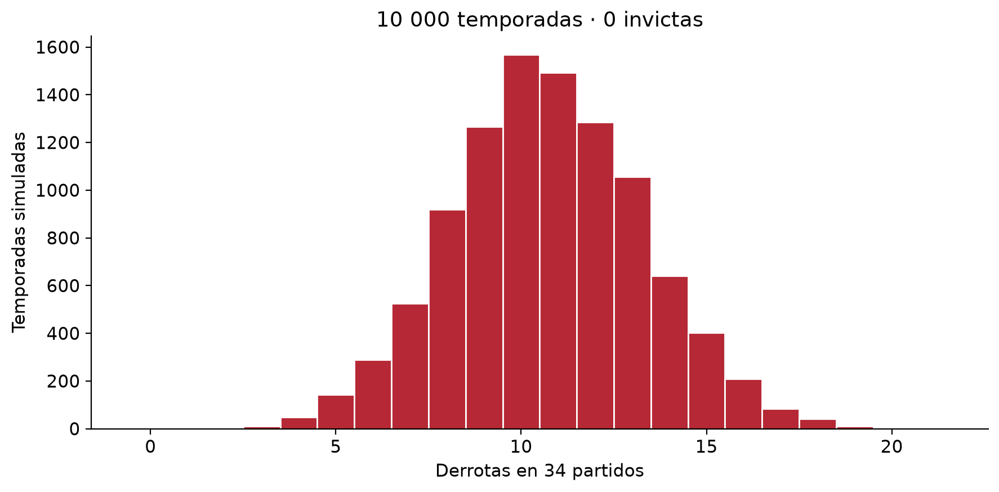 10 000 temporadas · 0 invictas
Temporadas simuladas
1600
1400
1200
1000
800
600
400
200
0
0 5 10 15 20
Derrotas en 34 partidos